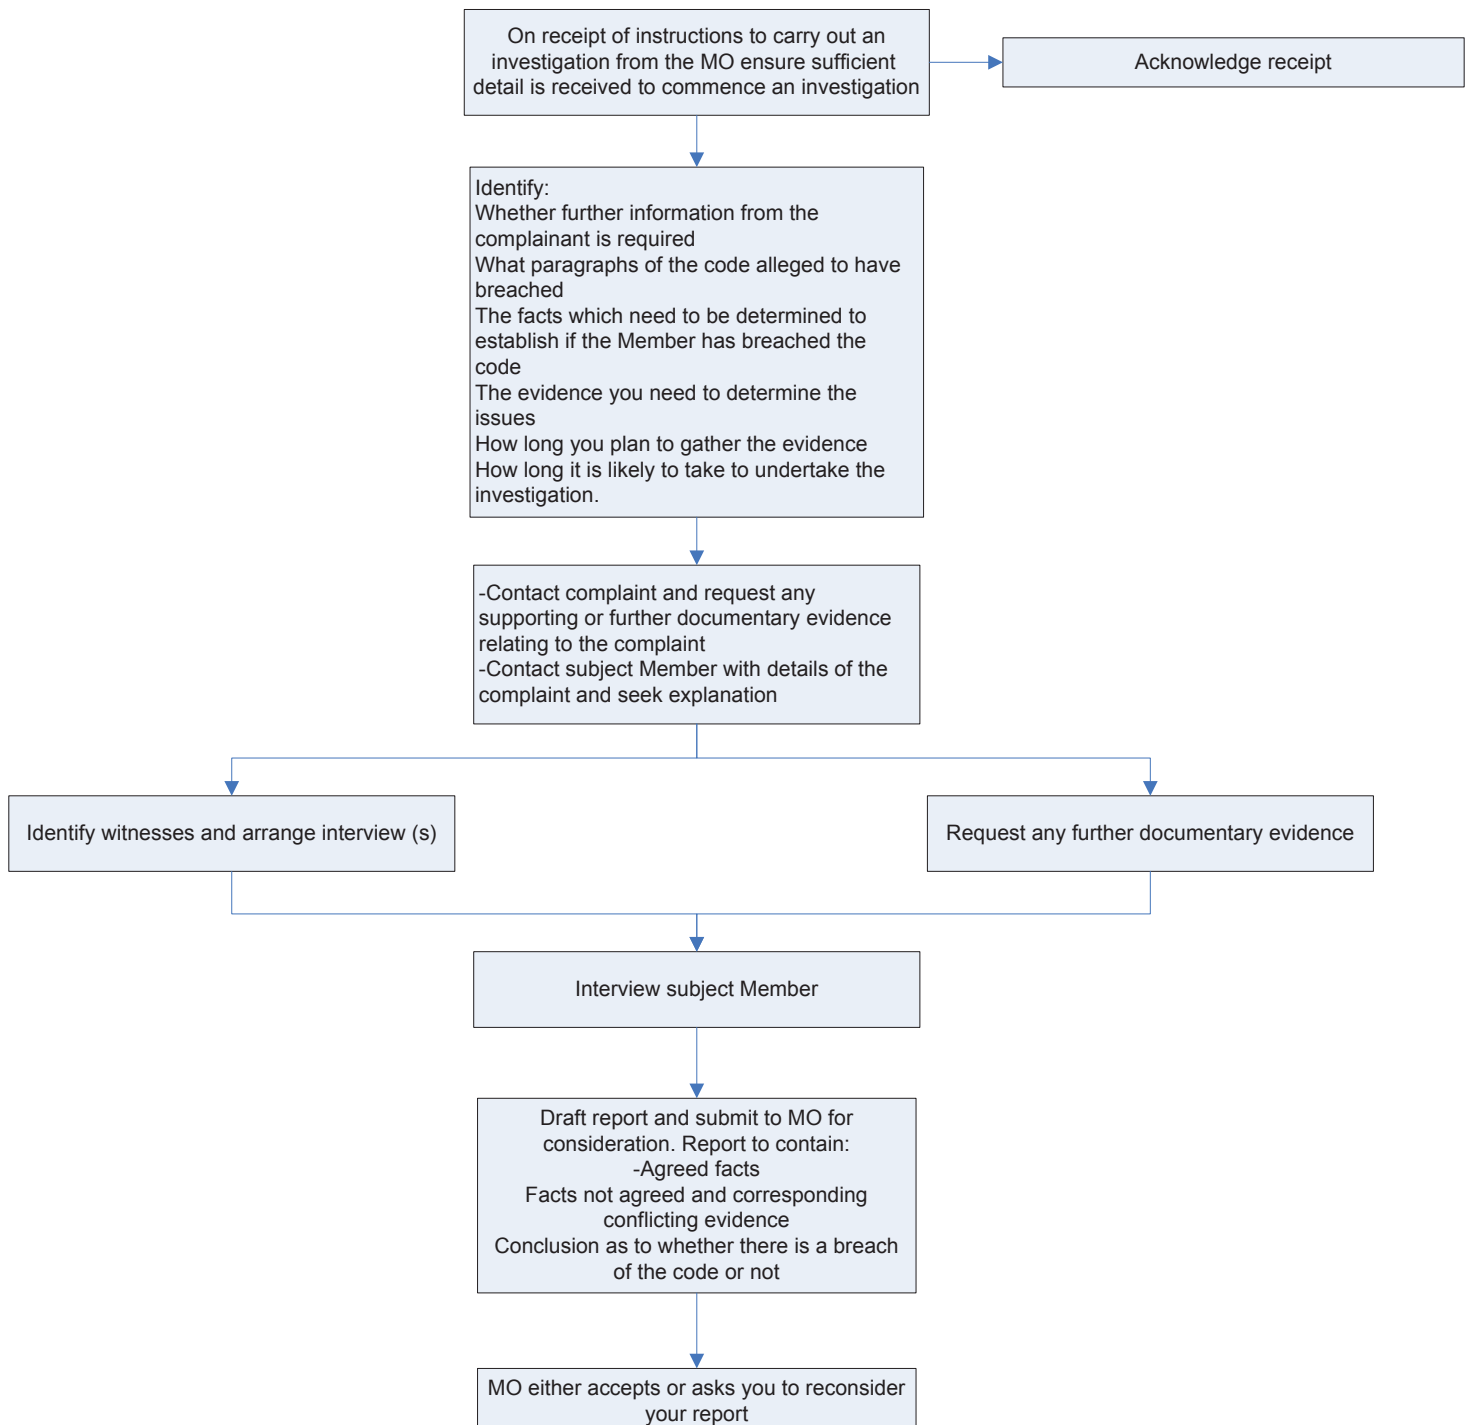 On receipt of instructions to carry out an
investigation from the MO ensure sufficient
detail is received to commence an investigation
Acknowledge receipt
Identify:
Whether further information from the
complainant is required
What paragraphs of the code alleged to have
breached
The facts which need to be determined to
establish if the Member has breached the
code
The evidence you need to determine the
issues
How long you plan to gather the evidence
How long it is likely to take to undertake the
investigation.
-Contact complaint and request any
supporting or further documentary evidence
relating to the complaint
-Contact subject Member with details of the
complaint and seek explanation
Identify witnesses and arrange interview (s)
Request any further documentary evidence
Interview subject Member
Draft report and submit to MO for
consideration. Report to contain:
-Agreed facts
Facts not agreed and corresponding
conflicting evidence
Conclusion as to whether there is a breach
of the code or not
MO either accepts or asks you to reconsider
your report